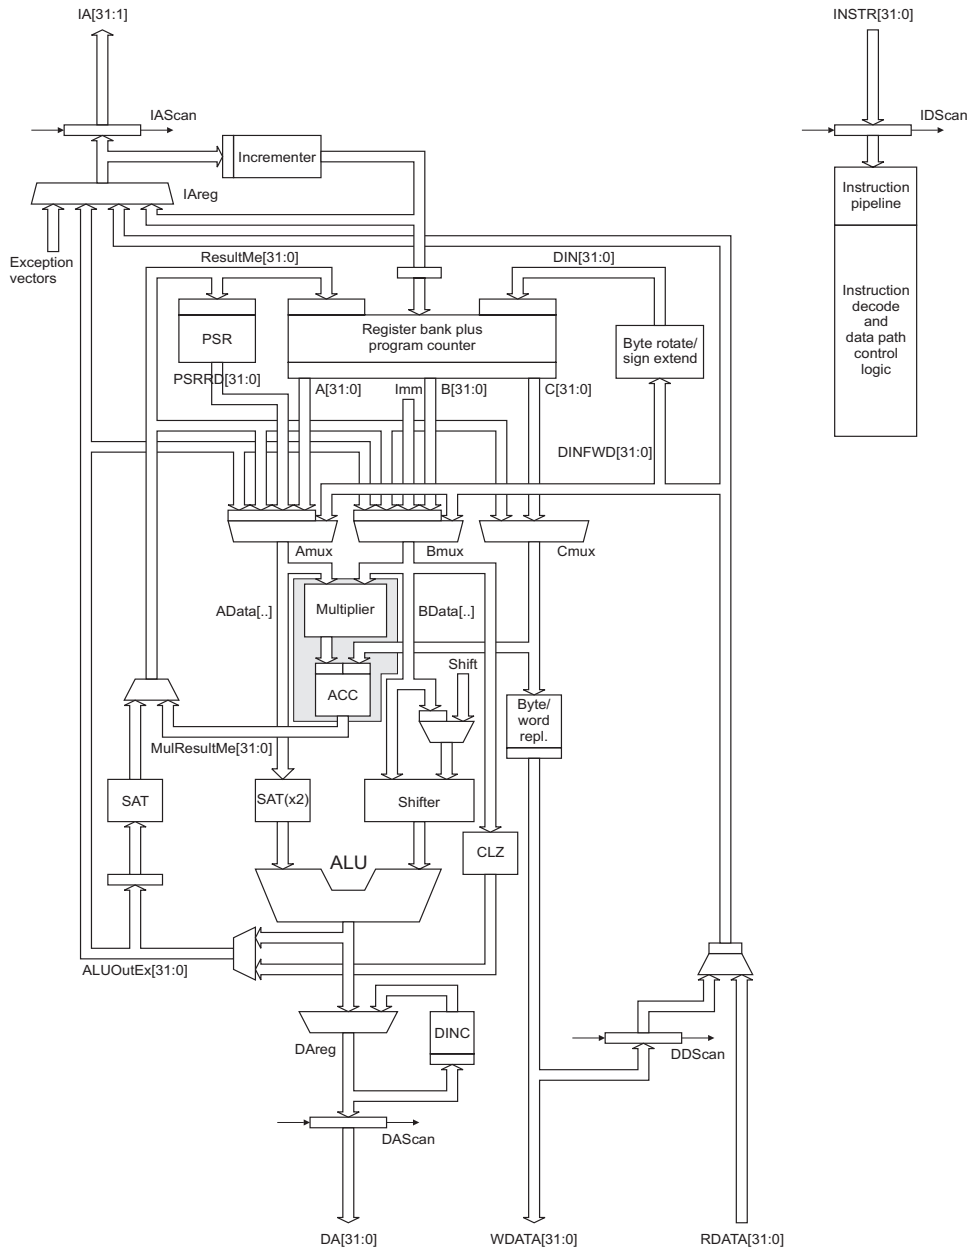 IA[31:1]
INSTR[31:0]
IAScan
IDScan
Incrementer
IAreg
Instruction
pipeline
Exception
vectors
ResultMe[31:0]
DIN[31:0]
PSR
Register bank plus
program counter
Byte rotate/
sign extend
Instruction
decode
and
data path
control
logic
PSRRD[31:0]
A[31:0]
Imm
B[31:0]
C[31:0]
DINFWD[31:0]
Amux
Bmux
Cmux
AData[..]
Multiplier
BData[..]
Shift
ACC
Byte/
word
repl.
MulResultMe[31:0]
SAT
SAT(x2)
Shifter
ALU
CLZ
ALUOutEx[31:0]
DINC
DAreg
DDScan
DAScan
DA[31:0]
WDATA[31:0]
RDATA[31:0]